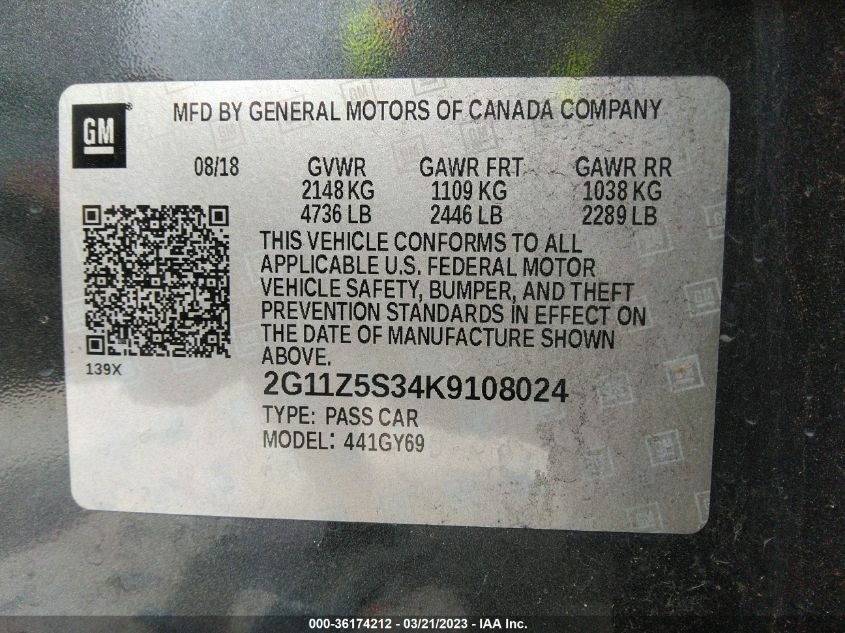 GM
MFD BY GENERAL MOTORS OF CANADA COMPANY
08/18 GVWR GAWR FRT GAWR RR
2148 KG 1109 KG 1038 KG
4736 LB 2446 LB 2289 LB
THIS VEHICLE CONFORMS TO ALL
APPLICABLE U.S. FEDERAL MOTOR
VEHICLE SAFETY, BUMPER, AND THEFT
PREVENTION STANDARDS IN EFFECT ON
THE DATE OF MANUFACTURE SHOWN
ABOVE.
139X
2G11Z5S34K9108024
TYPE: PASS CAR
MODEL: 441GY69
000-36174212 - 03/21/2023 - IAA Inc.